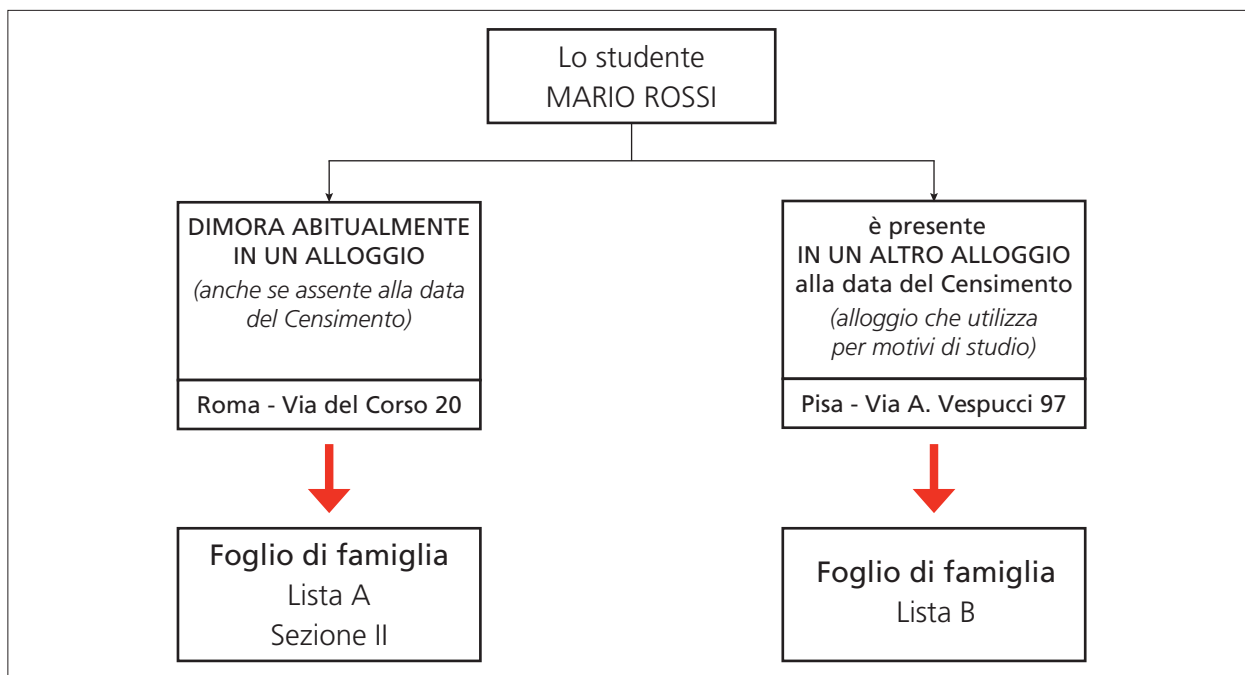 Lo studente
MARIO ROSSI
DIMORA ABITUALMENTE
IN UN ALLOGGIO
(anche se assente alla data
del Censimento)
Roma - Via del Corso 20
Foglio di famiglia
Lista A
Sezione II
è presente
IN UN ALTRO ALLOGGIO
alla data del Censimento
(alloggio che utilizza
per motivi di studio)
Pisa - Via A. Vespucci 97
Foglio di famiglia
Lista B